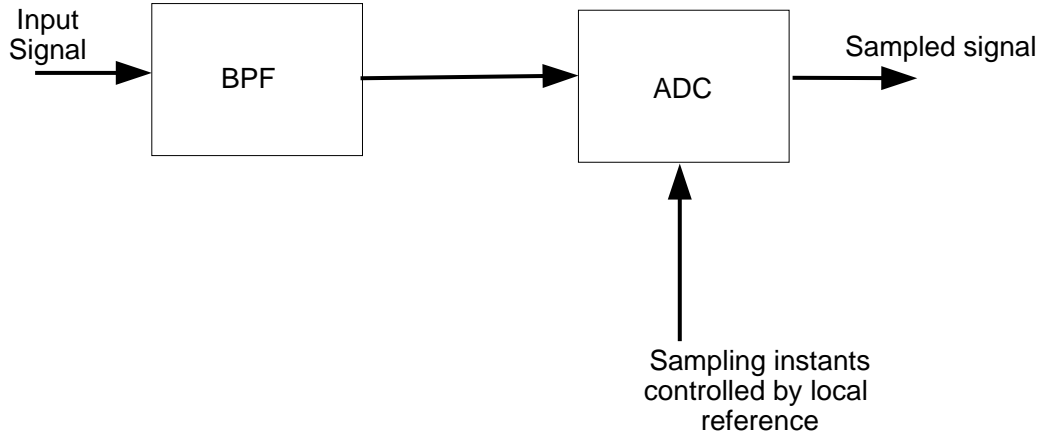 Input
Signal
BPF
ADC
Sampled signal
Sampling instants
controlled by local
reference